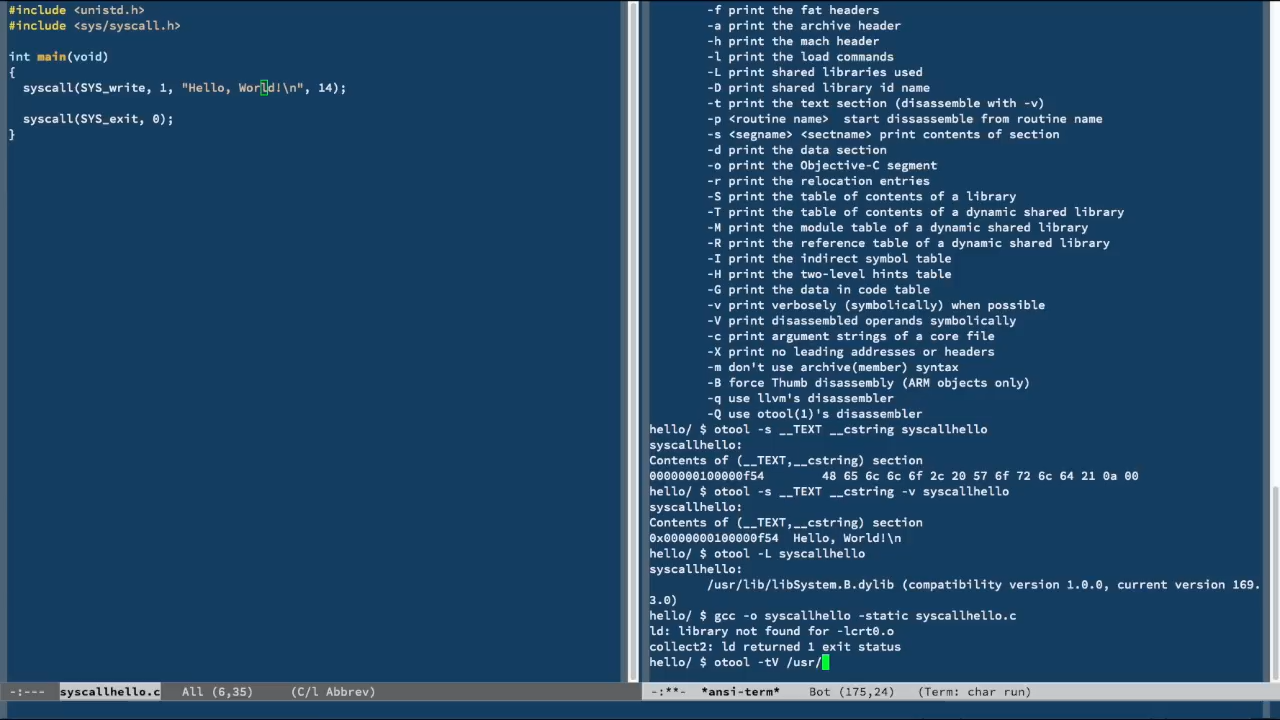 #include <unistd.h>
#include <sys/syscall.h>
int main(void)
{
syscall(SYS_write, 1, "Hello, World!\n", 14);
syscall(SYS_exit, 0);
}
-:--- syscallhello.c All (6,35) (C/l Abbrev)
-f print the fat headers
-a print the archive header
-h print the mach header
-l print the load commands
-L print shared libraries used
-D print shared library id name
-t print the text section (disassemble with -v)
-p <routine name> start dissassemble from routine name
-s <segname> <sectname> print contents of section
-d print the data section
-o print the Objective-C segment
-r print the relocation entries
-S print the table of contents of a library
-T print the table of contents of a dynamic shared library
-M print the module table of a dynamic shared library
-R print the reference table of a dynamic shared library
-I print the indirect symbol table
-H print the two-level hints table
-G print the data in code table
-v print verbosely (symbolically) when possible
-V print disassembled operands symbolically
-c print argument strings of a core file
-X print no leading addresses or headers
-m don't use archive(member) syntax
-B force Thumb disassembly (ARM objects only)
-q use llvm's disassembler
-Q use otool(1)'s disassembler
hello/ $ otool -s __TEXT __cstring syscallhello
syscallhello:
Contents of (__TEXT,__cstring) section
0000000100000f54 48 65 6c 6c 6f 2c 20 57 6f 72 6c 64 21 0a 00
hello/ $ otool -s __TEXT __cstring -v syscallhello
syscallhello:
Contents of (__TEXT,__cstring) section
0x0000000100000f54 Hello, World!\n
hello/ $ otool -L syscallhello
syscallhello:
/usr/lib/libSystem.B.dylib (compatibility version 1.0.0, current version 169.
3.0)
hello/ $ gcc -o syscallhello -static syscallhello.c
ld: library not found for -lcrt0.o
collect2: ld returned 1 exit status
hello/ $ otool -tV /usr/
-:**- *ansi-term* Bot (175,24) (Term: char run)